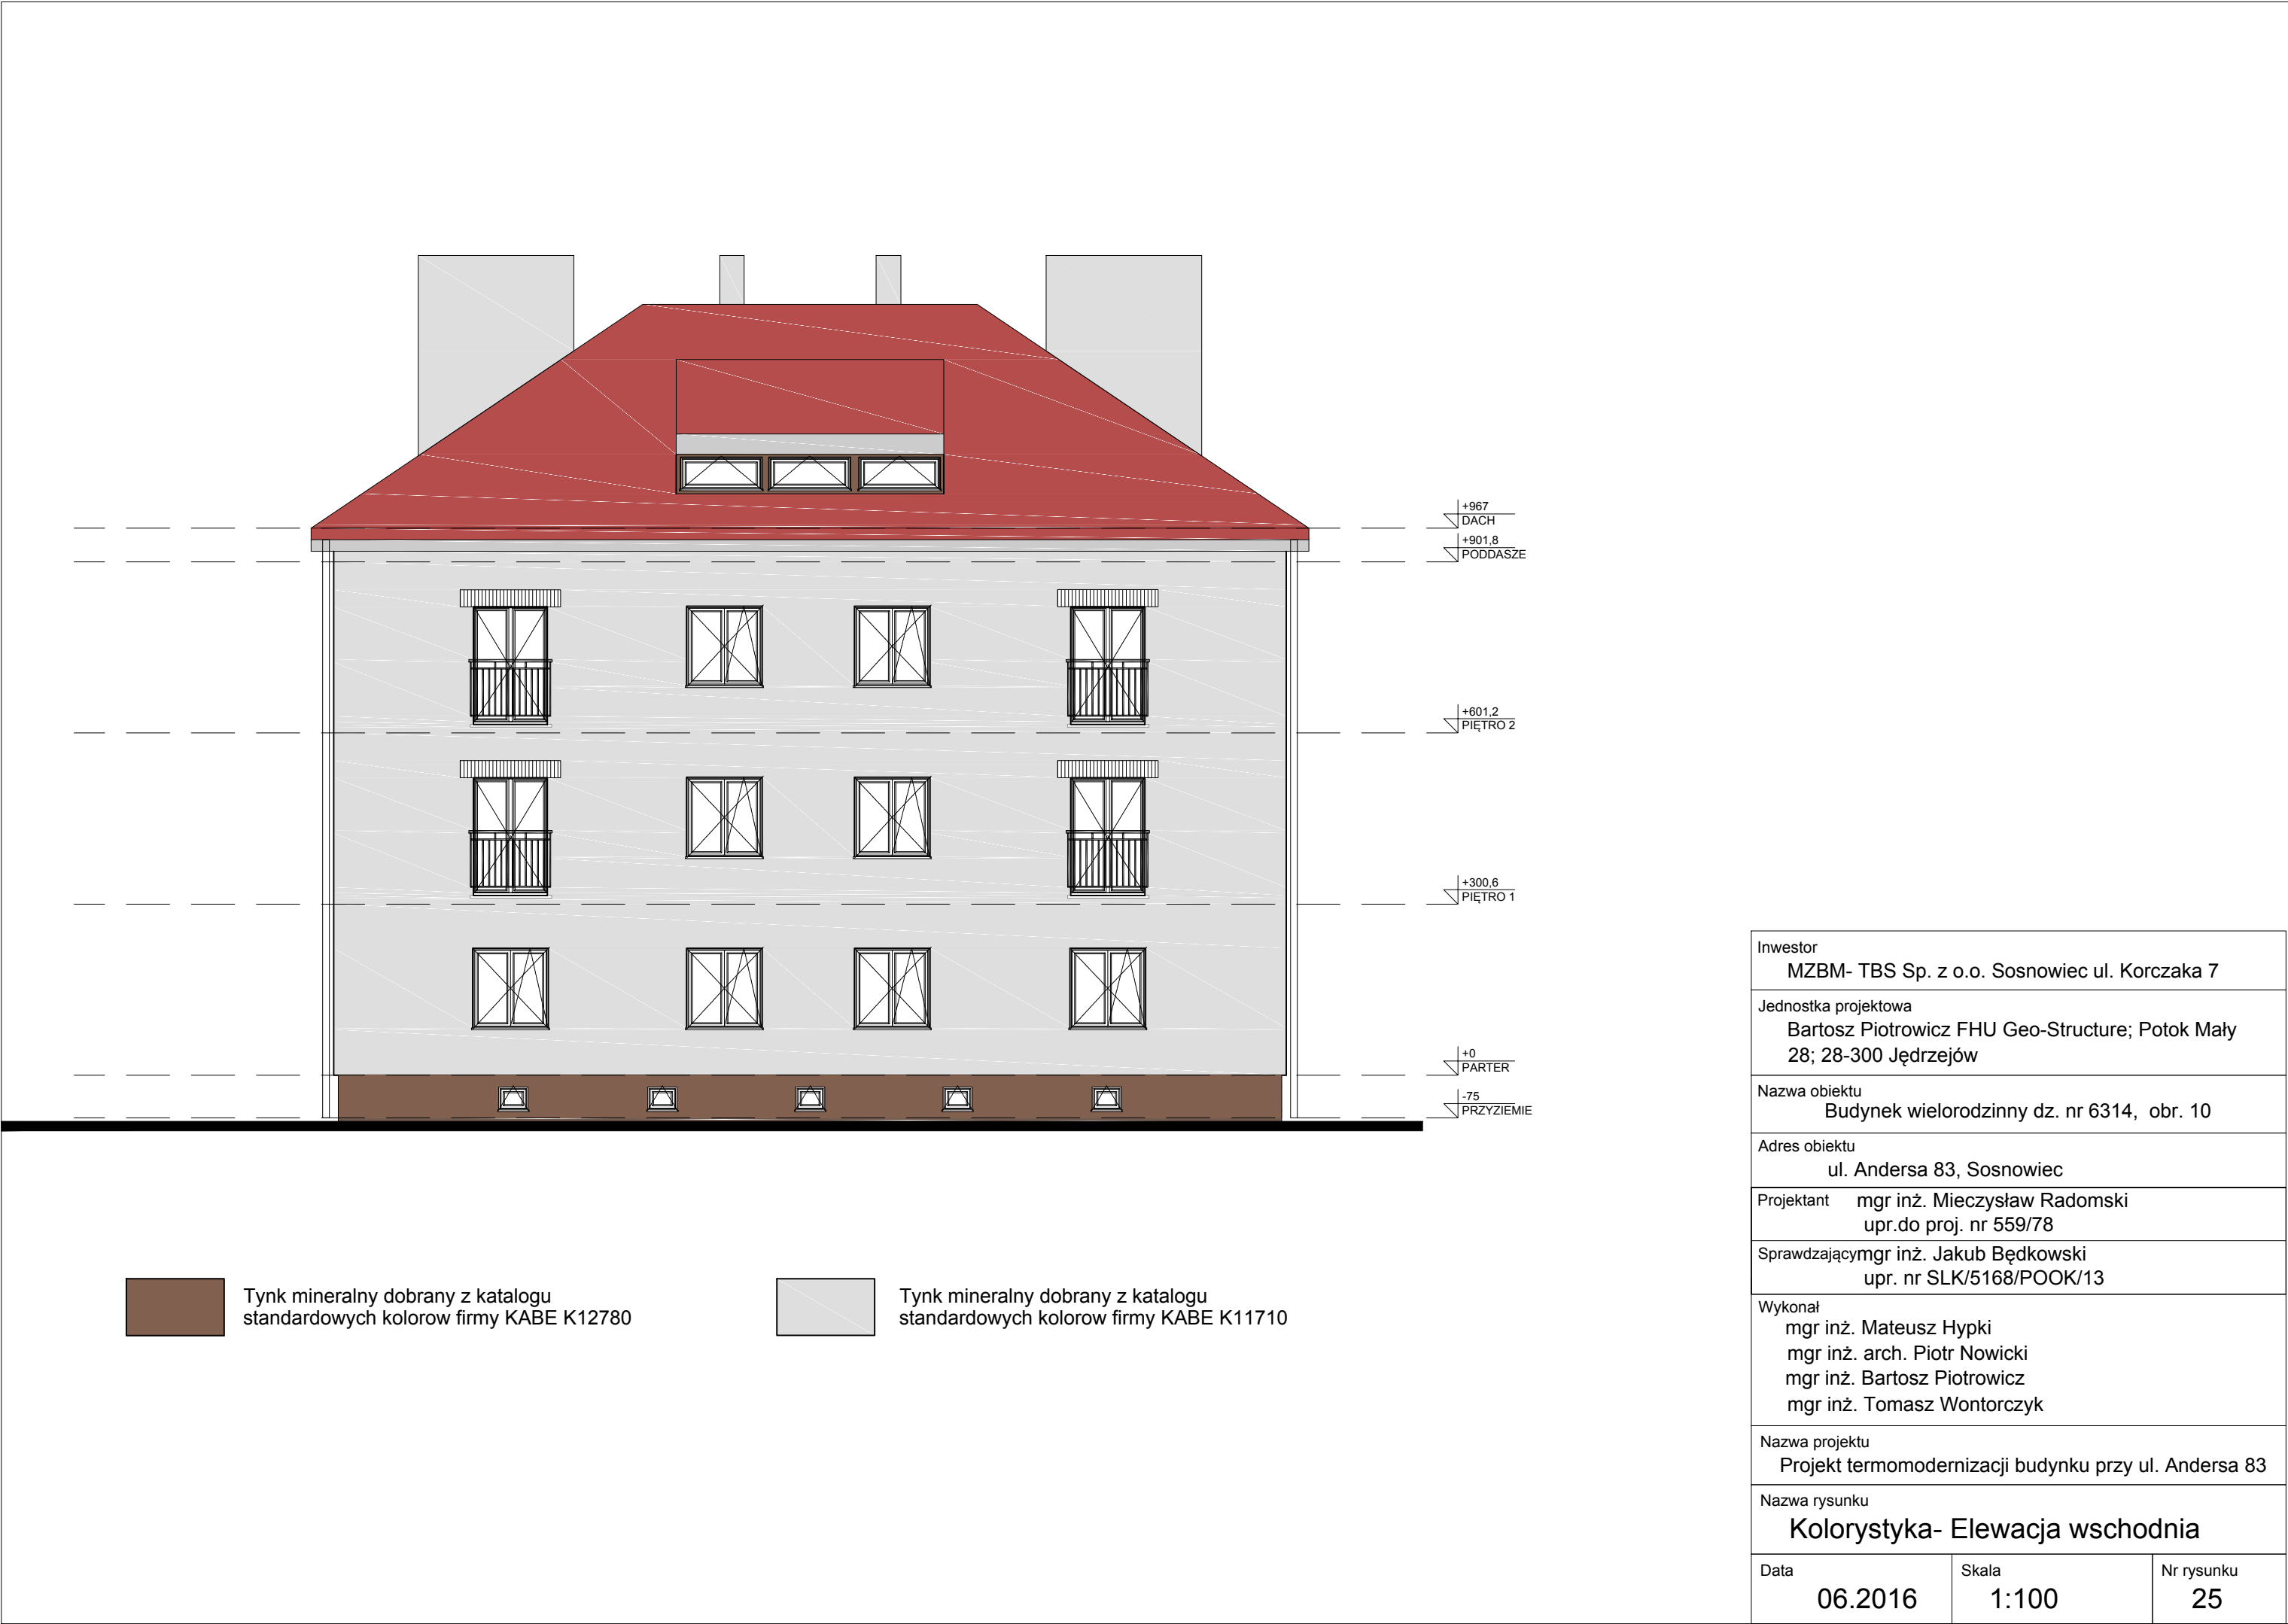 +967
DACH
+901,8
PODDASZE
+601,2
PIĘTRO 2
+300,6
PIĘTRO 1
+0
PARTER
-75
PRZYZIEMIE
Tynk mineralny dobrany z katalogu
standardowych kolorow firmy KABE K12780
Tynk mineralny dobrany z katalogu
standardowych kolorow firmy KABE K11710
Inwestor
MZBM- TBS Sp. z o.o. Sosnowiec ul. Korczaka 7
Jednostka projektowa
Bartosz Piotrowicz FHU Geo-Structure; Potok Mały
28; 28-300 Jędrzejów
Nazwa obiektu
Budynek wielorodzinny dz. nr 6314, obr. 10
Adres obiektu
ul. Andersa 83, Sosnowiec
Projektant mgr inż. Mieczysław Radomski
upr.do proj. nr 559/78
Sprawdzający mgr inż. Jakub Będkowski
upr. nr SLK/5168/POOK/13
Wykonał
mgr inż. Mateusz Hypki
mgr inż. arch. Piotr Nowicki
mgr inż. Bartosz Piotrowicz
mgr inż. Tomasz Wontorczyk
Nazwa projektu
Projekt termomodernizacji budynku przy ul. Andersa 83
Nazwa rysunku
Kolorystyka- Elewacja wschodnia
Data Skala Nr rysunku
06.2016 1:100 25